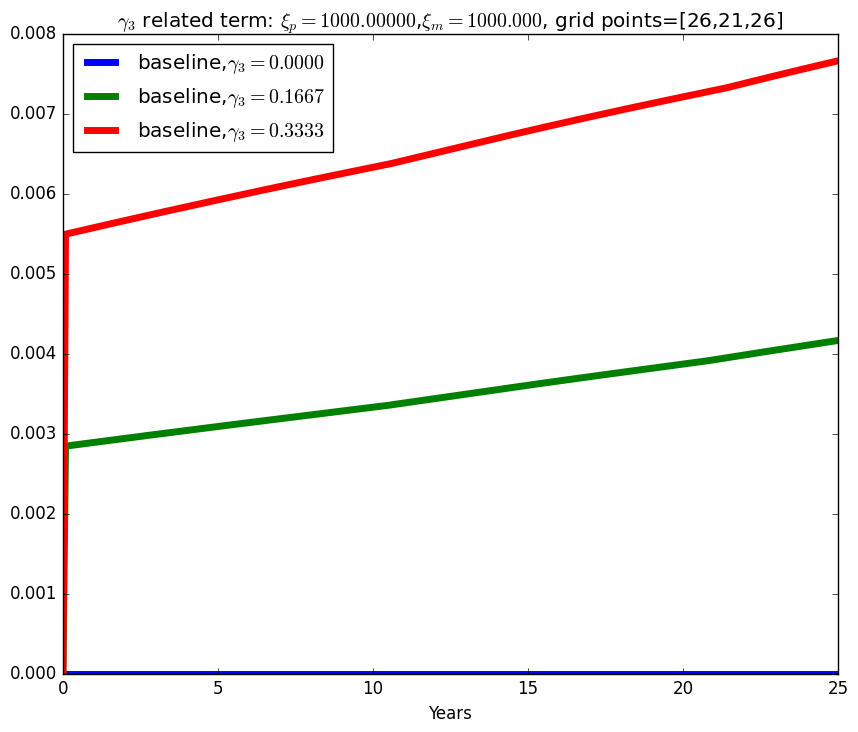 γ₃ related term: ξₚ = 1000.00000,ξₘ = 1000.000, grid points=[26,21,26]
0.008
0.007
0.006
0.005
0.004
0.003
0.002
0.001
0.000
baseline,γ₃ = 0.0000
baseline,γ₃ = 0.1667
baseline,γ₃ = 0.3333
0 5 10 15 20 25
Years